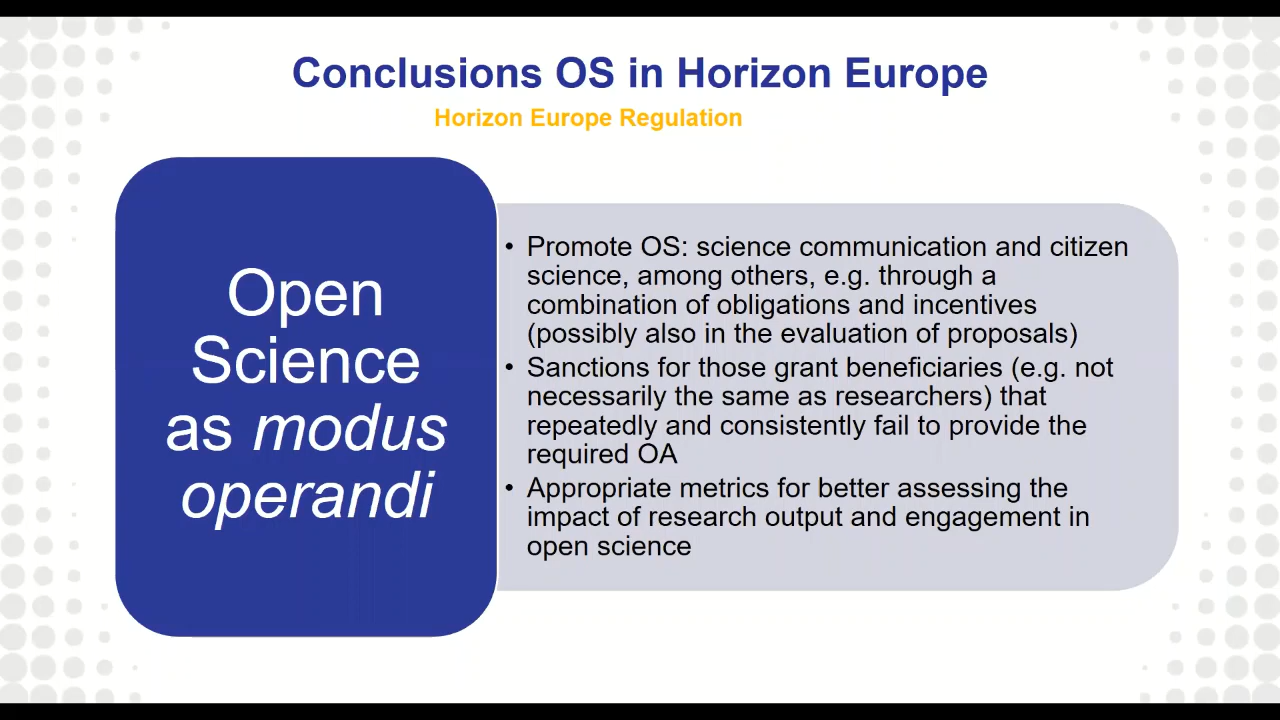 Conclusions OS in Horizon Europe
Horizon Europe Regulation
Open
Science
as modus
operandi
• Promote OS: science communication and citizen
science, among others, e.g. through a
combination of obligations and incentives
(possibly also in the evaluation of proposals)
• Sanctions for those grant beneficiaries (e.g. not
necessarily the same as researchers) that
repeatedly and consistently fail to provide the
required OA
• Appropriate metrics for better assessing the
impact of research output and engagement in
open science